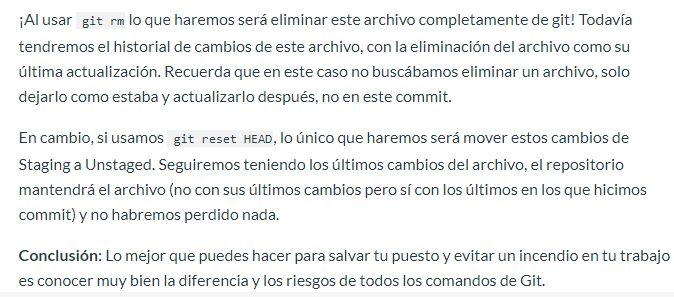 ¡Al usar git rm lo que haremos será eliminar este archivo completamente de git! Todavía
tendremos el historial de cambios de este archivo, con la eliminación del archivo como su
última actualización. Recuerda que en este caso no buscábamos eliminar un archivo, solo
dejarlo como estaba y actualizarlo después, no en este commit.
En cambio, si usamos git reset HEAD, lo único que haremos será mover estos cambios de
Staging a Unstaged. Seguiremos teniendo los últimos cambios del archivo, el repositorio
mantendrá el archivo (no con sus últimos cambios pero sí con los últimos en los que hicimos
commit) y no habremos perdido nada.
Conclusión: Lo mejor que puedes hacer para salvar tu puesto y evitar un incendio en tu trabajo
es conocer muy bien la diferencia y los riesgos de todos los comandos de Git.